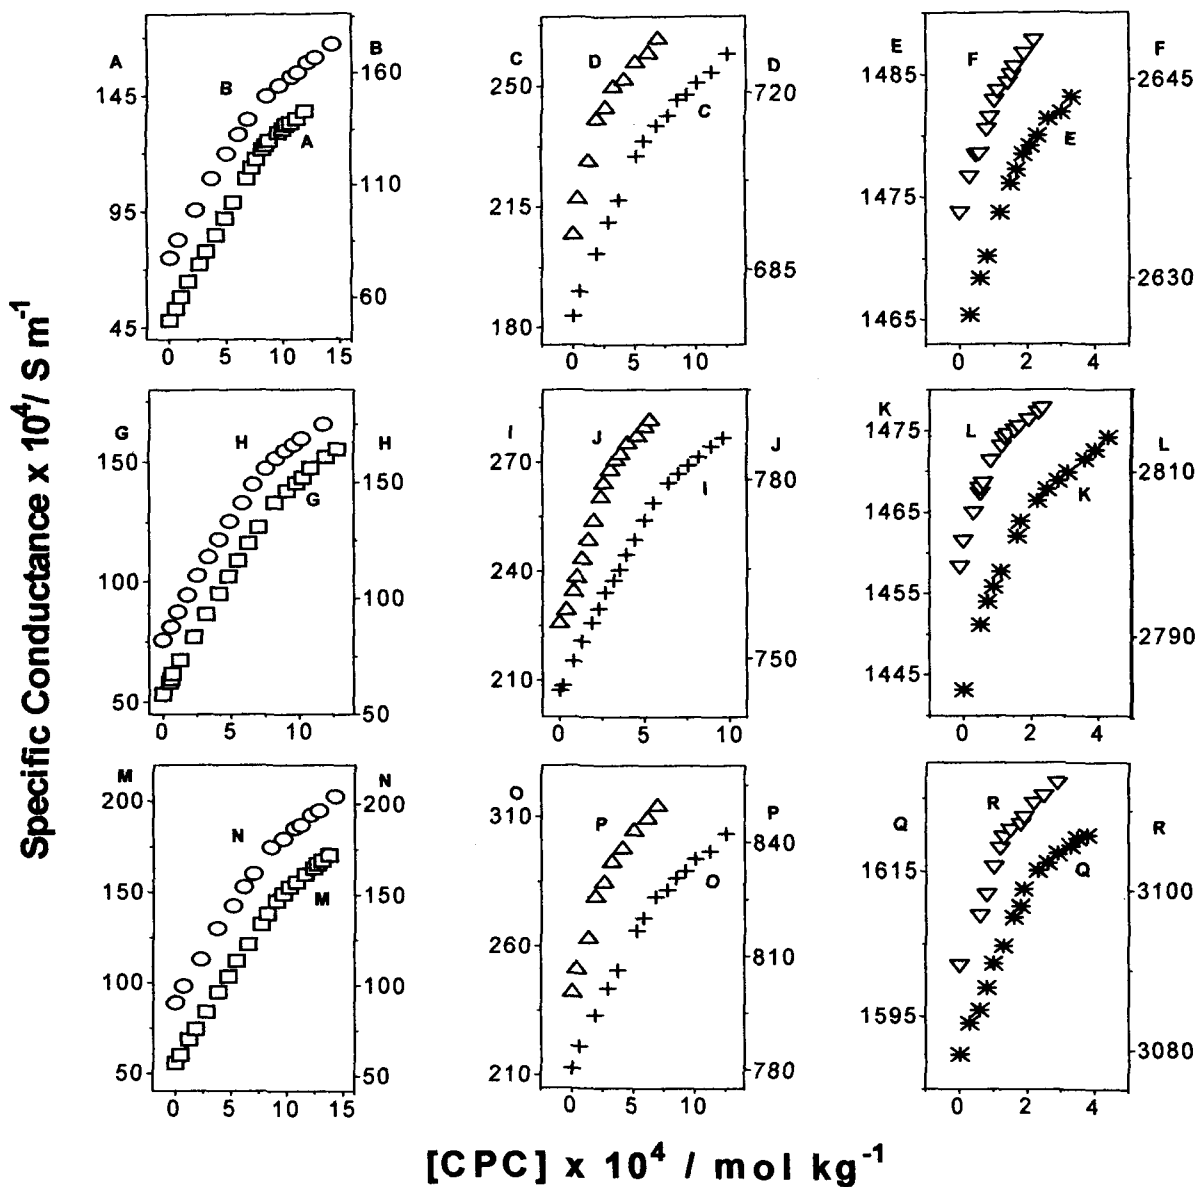 Specific Conductance x 10⁴/ S m⁻¹
A B
145 95 45
B
A
160 110 60
0 5 10 15
C D
250 215 180
D
C
720 685
0 5 10
E F
1485 1475 1465
F
E
2645 2630
0 2 4
G H
150 100 50
H
G
150 100 50
0 5 10
I J
270 240 210
J
I
780 750
0 5 10
K L
1475 1465 1455 1445
L
K
2810 2790
0 2 4
M N
200 150 100 50
N
M
200 150 100 50
0 5 10 15
O P
310 260 210
P
O
840 810 780
0 5 10
Q R
1615 1595
R
Q
3100 3080
0 2 4
[CPC] x 10⁴ / mol kg⁻¹